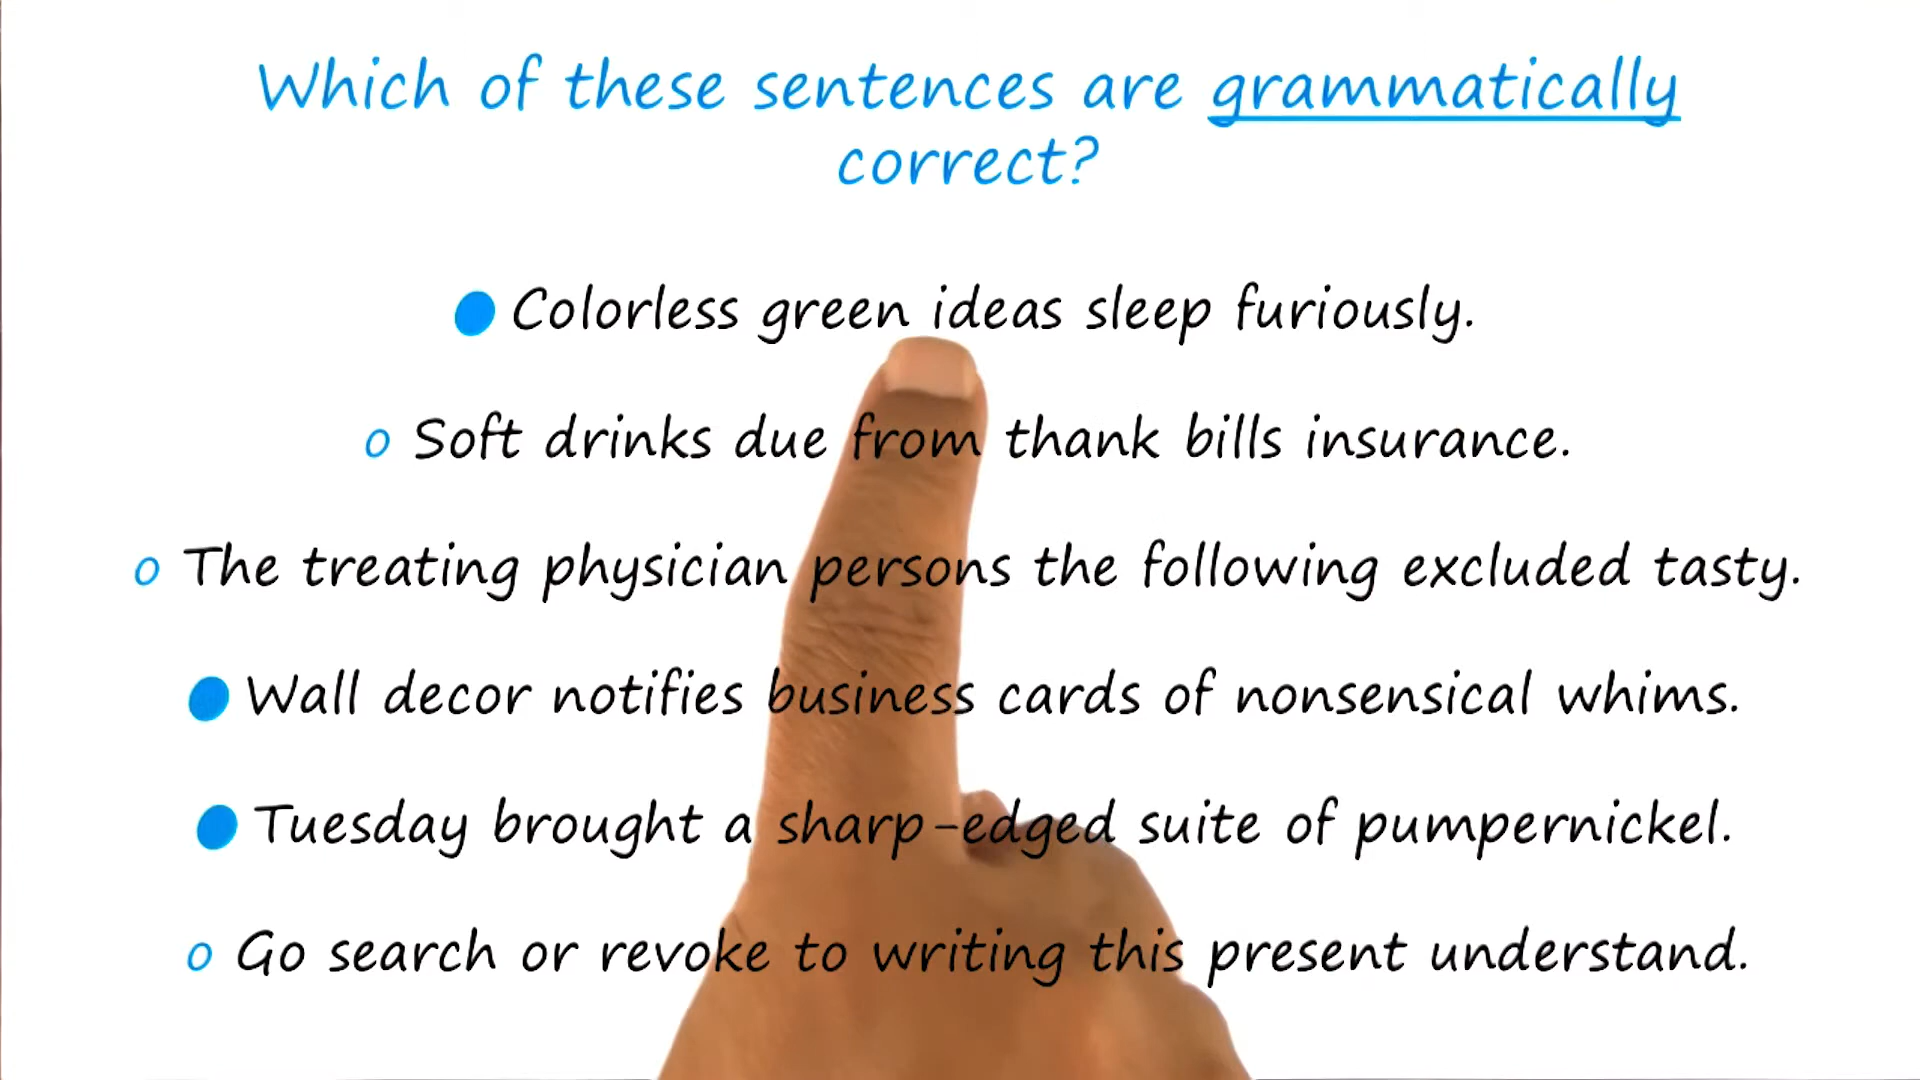 Which of these sentences are grammatically
correct?
Colorless green ideas sleep furiously.
o Soft drinks due from thank bills insurance.
o The treating physician persons the following excluded tasty.
Wall decor notifies business cards of nonsensical whims.
Tuesday brought a sharp-edged suite of pumpernickel.
o Go search or revoke to writing this present understand.